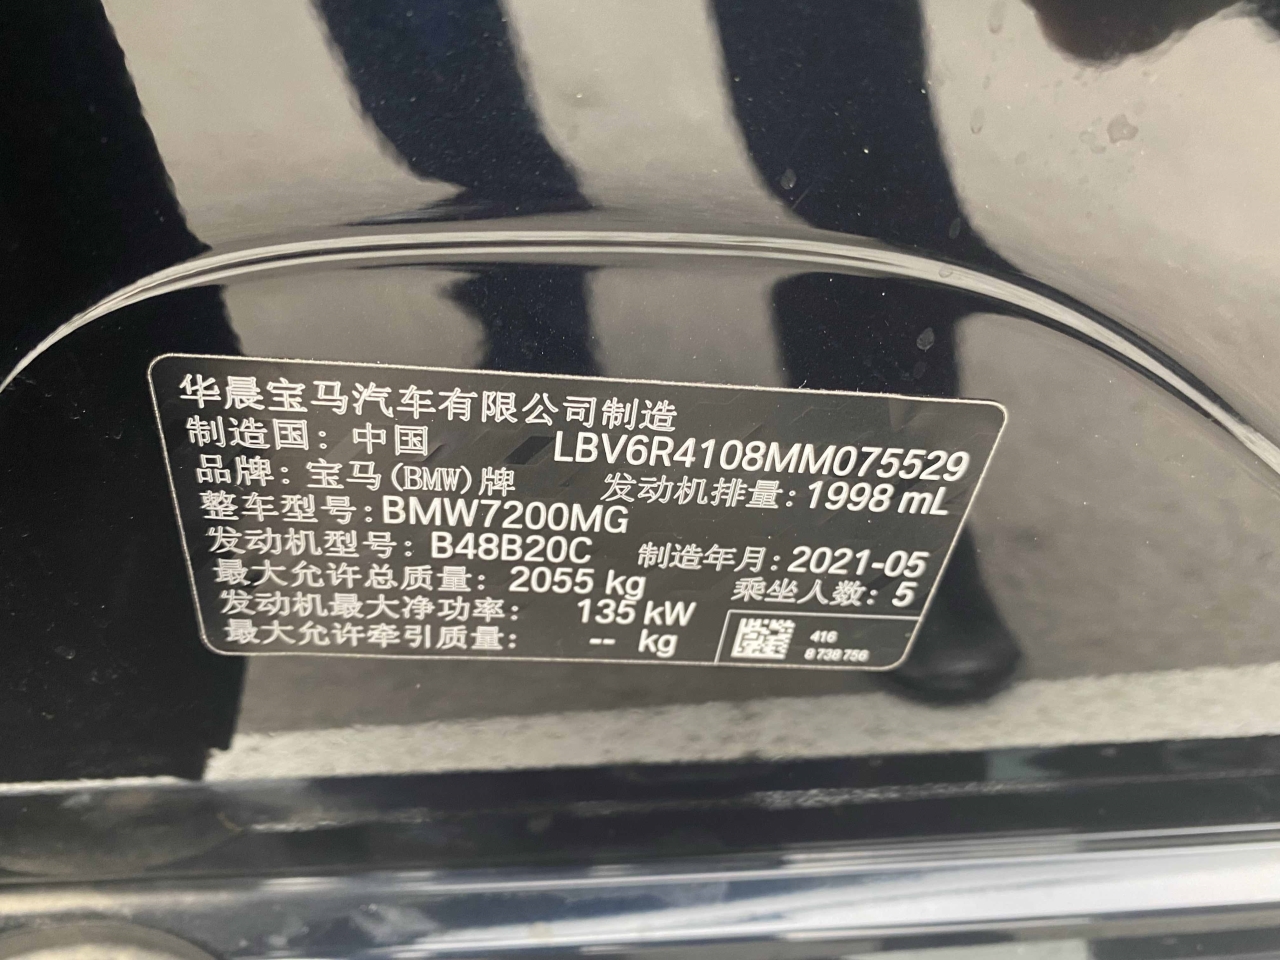 华晨宝马汽车有限公司制造
制造国：中国
LBV6R4108MM075529
品牌：宝马(BMW)牌
发动机排量：1998 mL
整车型号：BMW7200MG
发动机型号：B48B20C
制造年月：2021-05
最大允许总质量：2055 kg
乘坐人数：5
发动机最大净功率：135 kW
最大允许牵引质量：-- kg
416
8 738 756